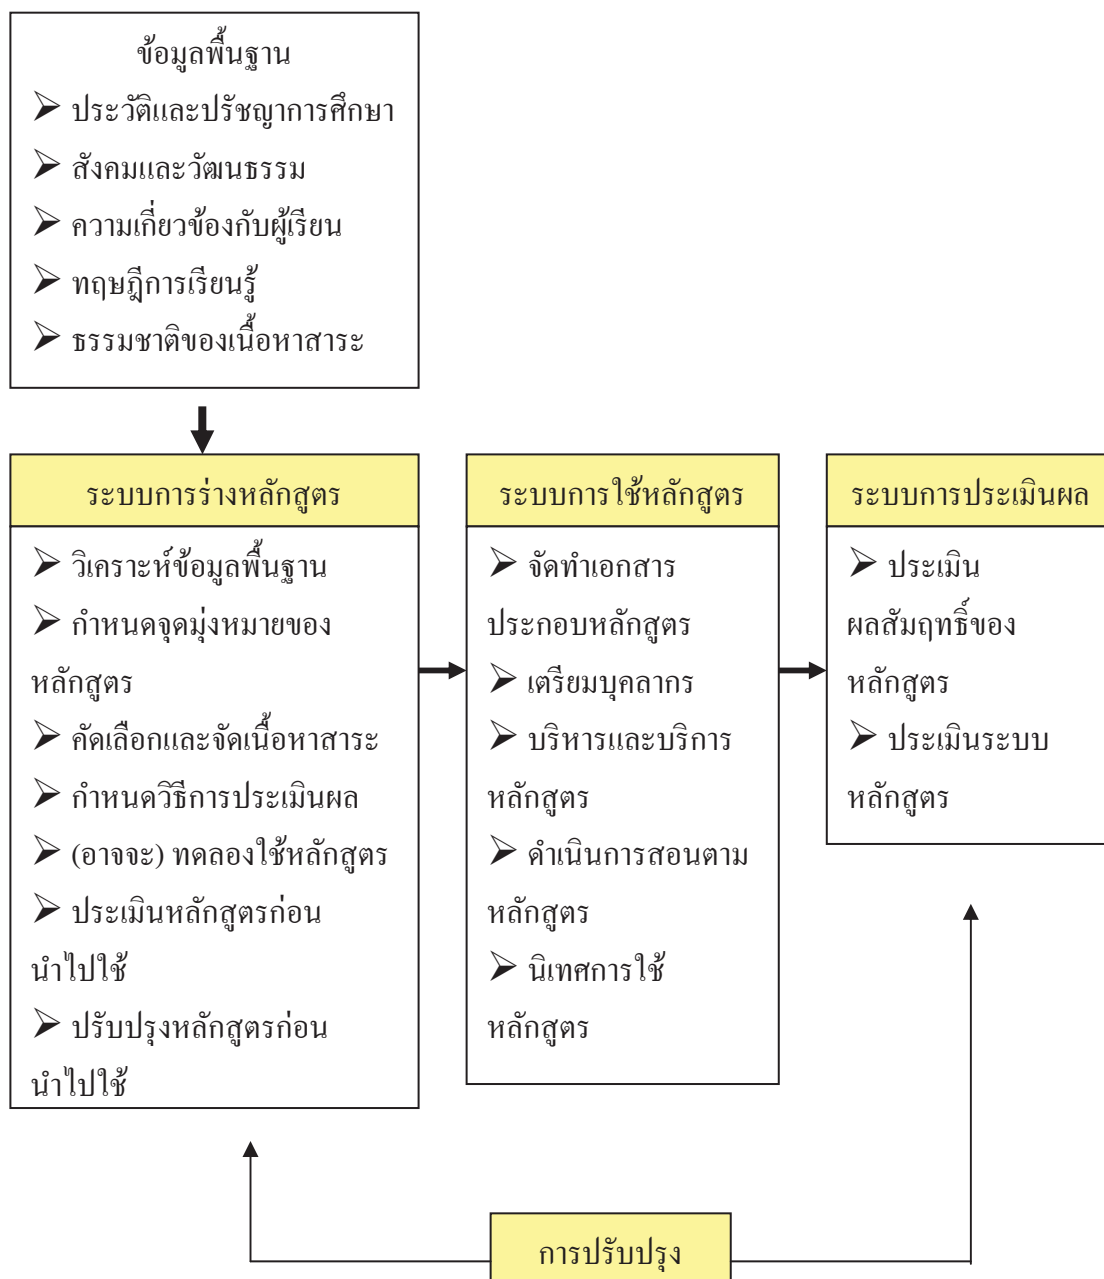 ข้อมูลพื้นฐาน
➢ ประวัติและปรัชญาการศึกษา
➢ สังคมและวัฒนธรรม
➢ ความเกี่ยวข้องกับผู้เรียน
➢ ทฤษฎีการเรียนรู้
➢ ธรรมชาติของเนื้อหาสาระ
ระบบการร่างหลักสูตร
➢ วิเคราะห์ข้อมูลพื้นฐาน
➢ กำหนดจุดมุ่งหมายของ
หลักสูตร
➢ คัดเลือกและจัดเนื้อหาสาระ
➢ กำหนดวิธีการประเมินผล
➢ (อาจจะ) ทดลองใช้หลักสูตร
➢ ประเมินหลักสูตรก่อน
นำไปใช้
➢ ปรับปรุงหลักสูตรก่อน
นำไปใช้
ระบบการใช้หลักสูตร
➢ จัดทำเอกสาร
ประกอบหลักสูตร
➢ เตรียมบุคลากร
➢ บริหารและบริการ
หลักสูตร
➢ ดำเนินการสอนตาม
หลักสูตร
➢ นิเทศการใช้
หลักสูตร
ระบบการประเมินผล
➢ ประเมิน
ผลสัมฤทธิ์ของ
หลักสูตร
➢ ประเมินระบบ
หลักสูตร
การปรับปรุง